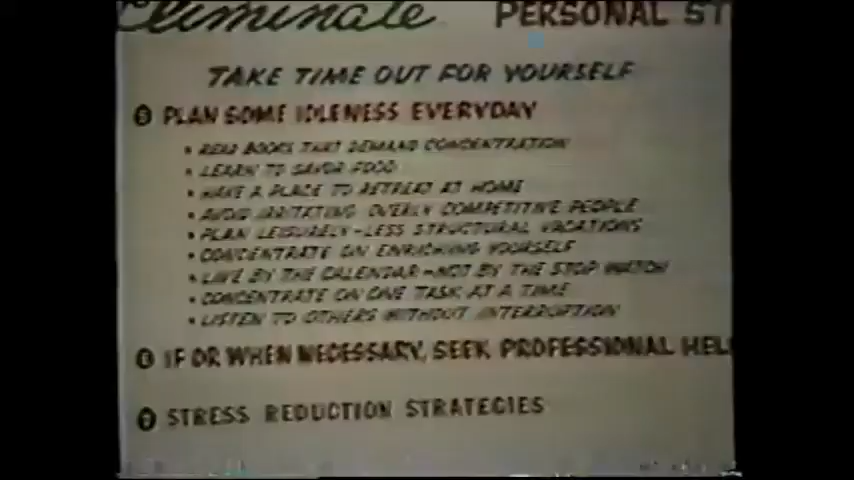 Eliminate PERSONAL ST
TAKE TIME OUT FOR YOURSELF
5 PLAN SOME IDLENESS EVERYDAY
• READ BOOKS THAT DEMAND CONCENTRATION
• LEARN TO SAVOR FOOD
• HAVE A PLACE TO RETREAT AT HOME
• AVOID IRRITATING OVERLY COMPETITIVE PEOPLE
• PLAN LEISURELY-LESS STRUCTURAL VACATIONS
• CONCENTRATE ON ENRICHING YOURSELF
• LIVE BY THE CALENDAR-NOT BY THE STOP WATCH
• CONCENTRATE ON ONE TASK AT A TIME
• LISTEN TO OTHERS WITHOUT INTERRUPTION
6 IF OR WHEN NECESSARY, SEEK PROFESSIONAL HEL
7 STRESS REDUCTION STRATEGIES